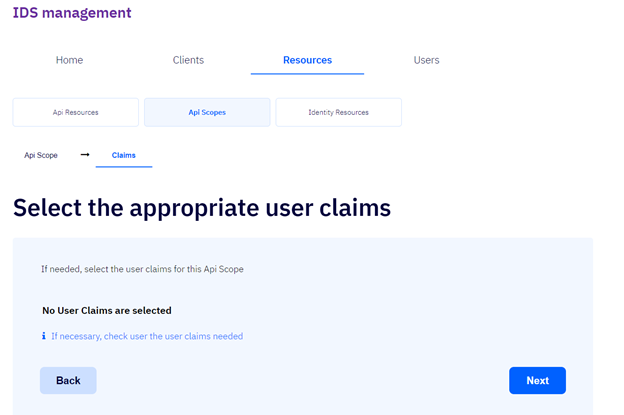 IDS management
Home Clients Resources Users
Api Resources Api Scopes Identity Resources
Api Scope → Claims
Select the appropriate user claims
If needed, select the user claims for this Api Scope
No User Claims are selected
If necessary, check user the user claims needed
Back Next